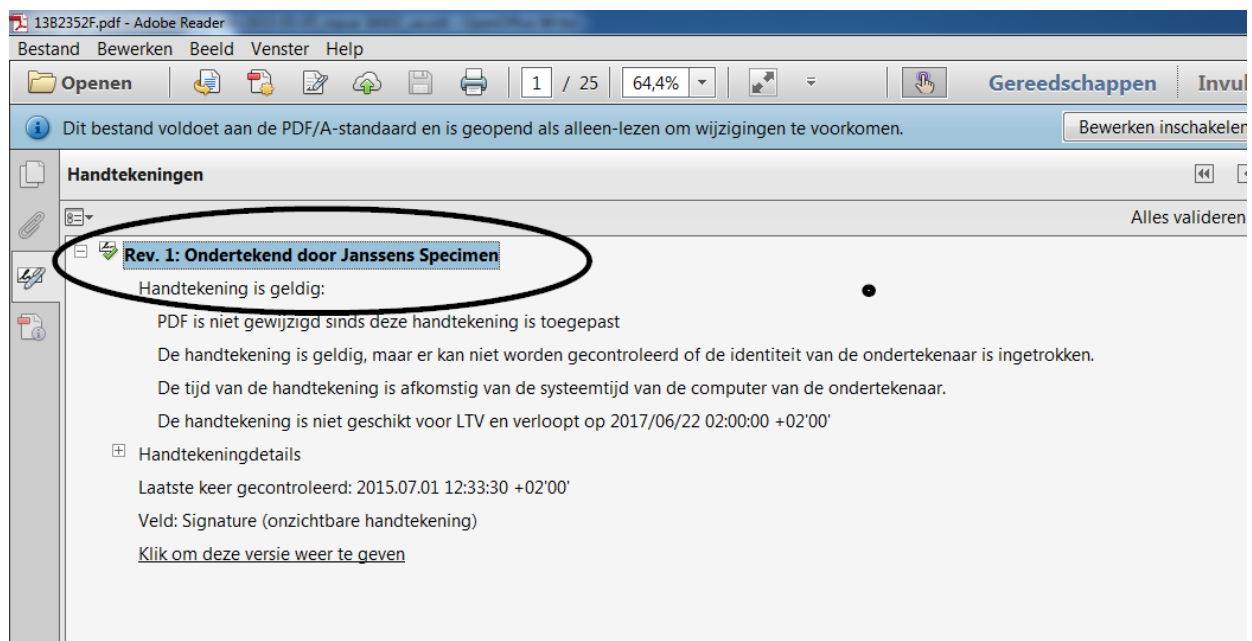 13B2352F.pdf - Adobe Reader
Bestand Bewerken Beeld Venster Help
Openen 1 / 25 64,4% Gereedschappen Invul
Dit bestand voldoet aan de PDF/A-standaard en is geopend als alleen-lezen om wijzigingen te voorkomen. Bewerken inschakelen
Handtekeningen
Alles valideren
Rev. 1: Ondertekend door Janssens Specimen
Handtekening is geldig:
PDF is niet gewijzigd sinds deze handtekening is toegepast
De handtekening is geldig, maar er kan niet worden gecontroleerd of de identiteit van de ondertekenaar is ingetrokken.
De tijd van de handtekening is afkomstig van de systeemtijd van de computer van de ondertekenaar.
De handtekening is niet geschikt voor LTV en verloopt op 2017/06/22 02:00:00 +02'00'
Handtekeningdetails
Laatste keer gecontroleerd: 2015.07.01 12:33:30 +02'00'
Veld: Signature (onzichtbare handtekening)
Klik om deze versie weer te geven